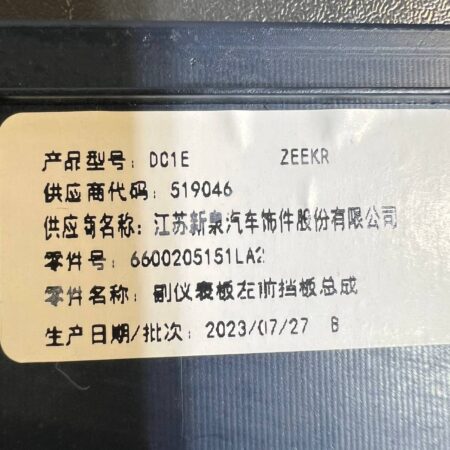 产品型号: DC1E ZEEKR
供应商代码: 519046
供应商名称: 江苏新泉汽车饰件股份有限公司
零件号: 6600205151LA2
零件名称: 副仪表板左前挡板总成
生产日期/批次: 2023/07/27 B